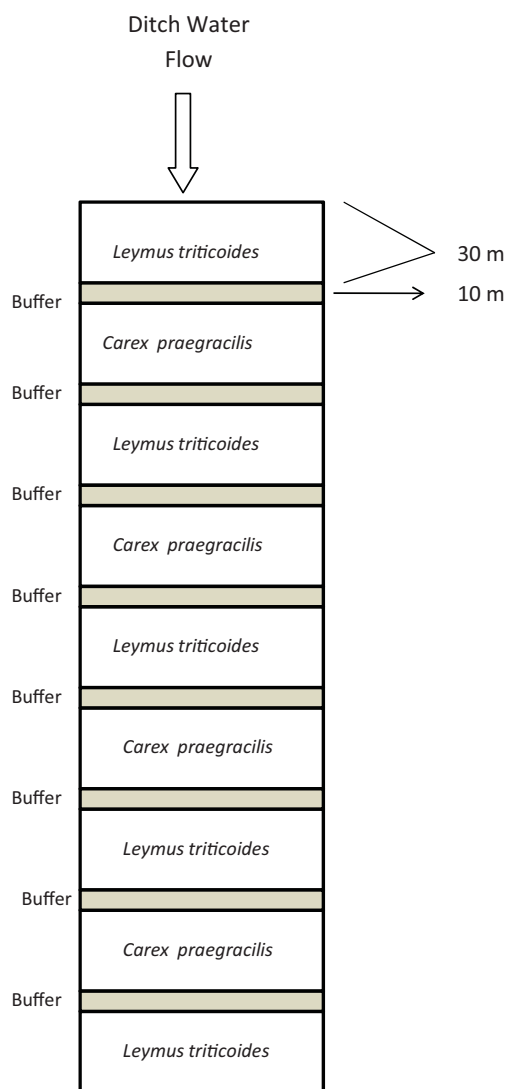 Ditch Water
Flow
Leymus triticoides
30 m
Buffer
10 m
Carex praegracilis
Buffer
Leymus triticoides
Buffer
Carex praegracilis
Buffer
Leymus triticoides
Buffer
Carex praegracilis
Buffer
Leymus triticoides
Buffer
Carex praegracilis
Buffer
Leymus triticoides